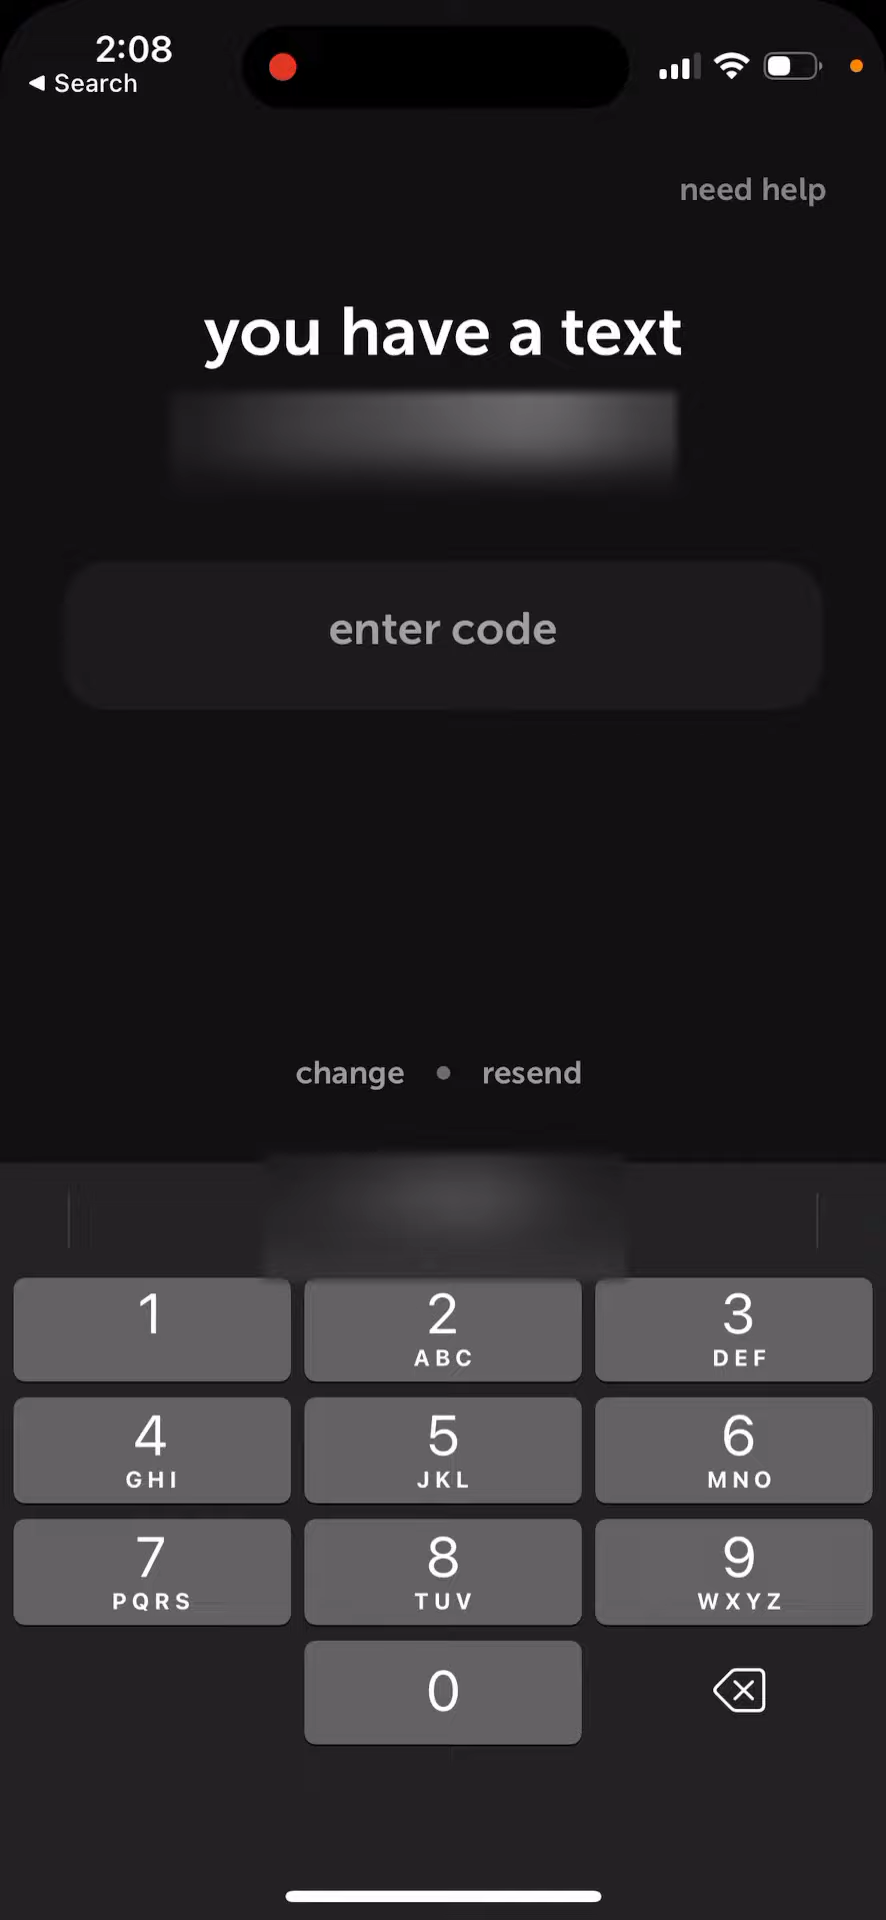 2:08
◀ Search
need help
you have a text
enter code
change • resend
1
2
ABC
3
DEF
4
GHI
5
JKL
6
MNO
7
PQRS
8
TUV
9
WXYZ
0